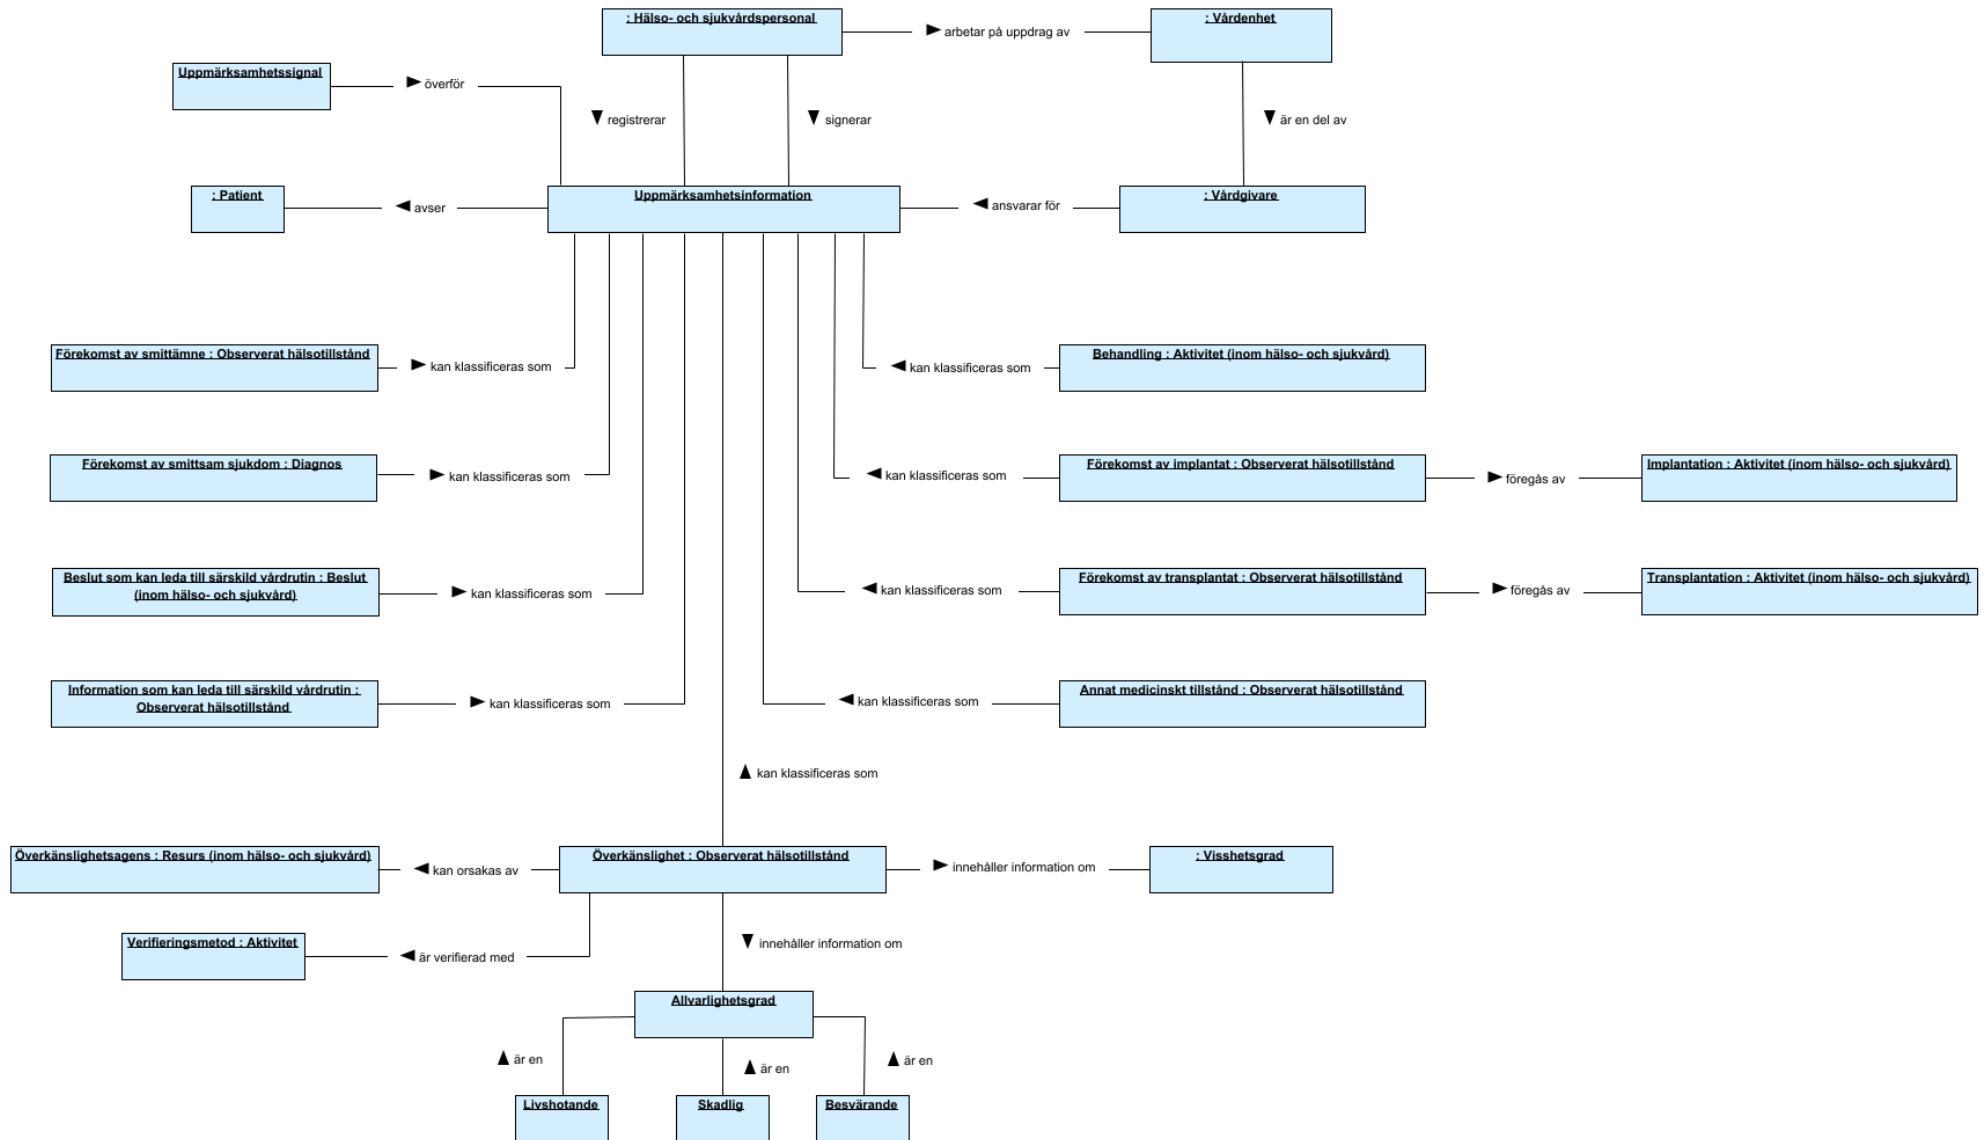 : Hälso- och sjukvårdspersonal
arbetar på uppdrag av
: Vårdenhet
Uppmärksamhetssignal
överför
registrerar
signerar
är en del av
: Patient
avser
Uppmärksamhetsinformation
ansvarar för
: Vårdgivare
Förekomst av smittämne : Observerat hälsotillstånd
kan klassificeras som
kan klassificeras som
Behandling : Aktivitet (inom hälso- och sjukvård)
Förekomst av smittsam sjukdom : Diagnos
kan klassificeras som
kan klassificeras som
Förekomst av implantat : Observerat hälsotillstånd
föregås av
Implantation : Aktivitet (inom hälso- och sjukvård)
Beslut som kan leda till särskild vårdrutin : Beslut
(inom hälso- och sjukvård)
kan klassificeras som
kan klassificeras som
Förekomst av transplantat : Observerat hälsotillstånd
föregås av
Transplantation : Aktivitet (inom hälso- och sjukvård)
Information som kan leda till särskild vårdrutin :
Observerat hälsotillstånd
kan klassificeras som
kan klassificeras som
Annat medicinskt tillstånd : Observerat hälsotillstånd
kan klassificeras som
Överkänslighetsagens : Resurs (inom hälso- och sjukvård)
kan orsakas av
Överkänslighet : Observerat hälsotillstånd
innehåller information om
: Visshetsgrad
Verifieringsmetod : Aktivitet
är verifierad med
innehåller information om
Allvarlighetsgrad
är en
är en
är en
Livshotande
Skadlig
Besvärande